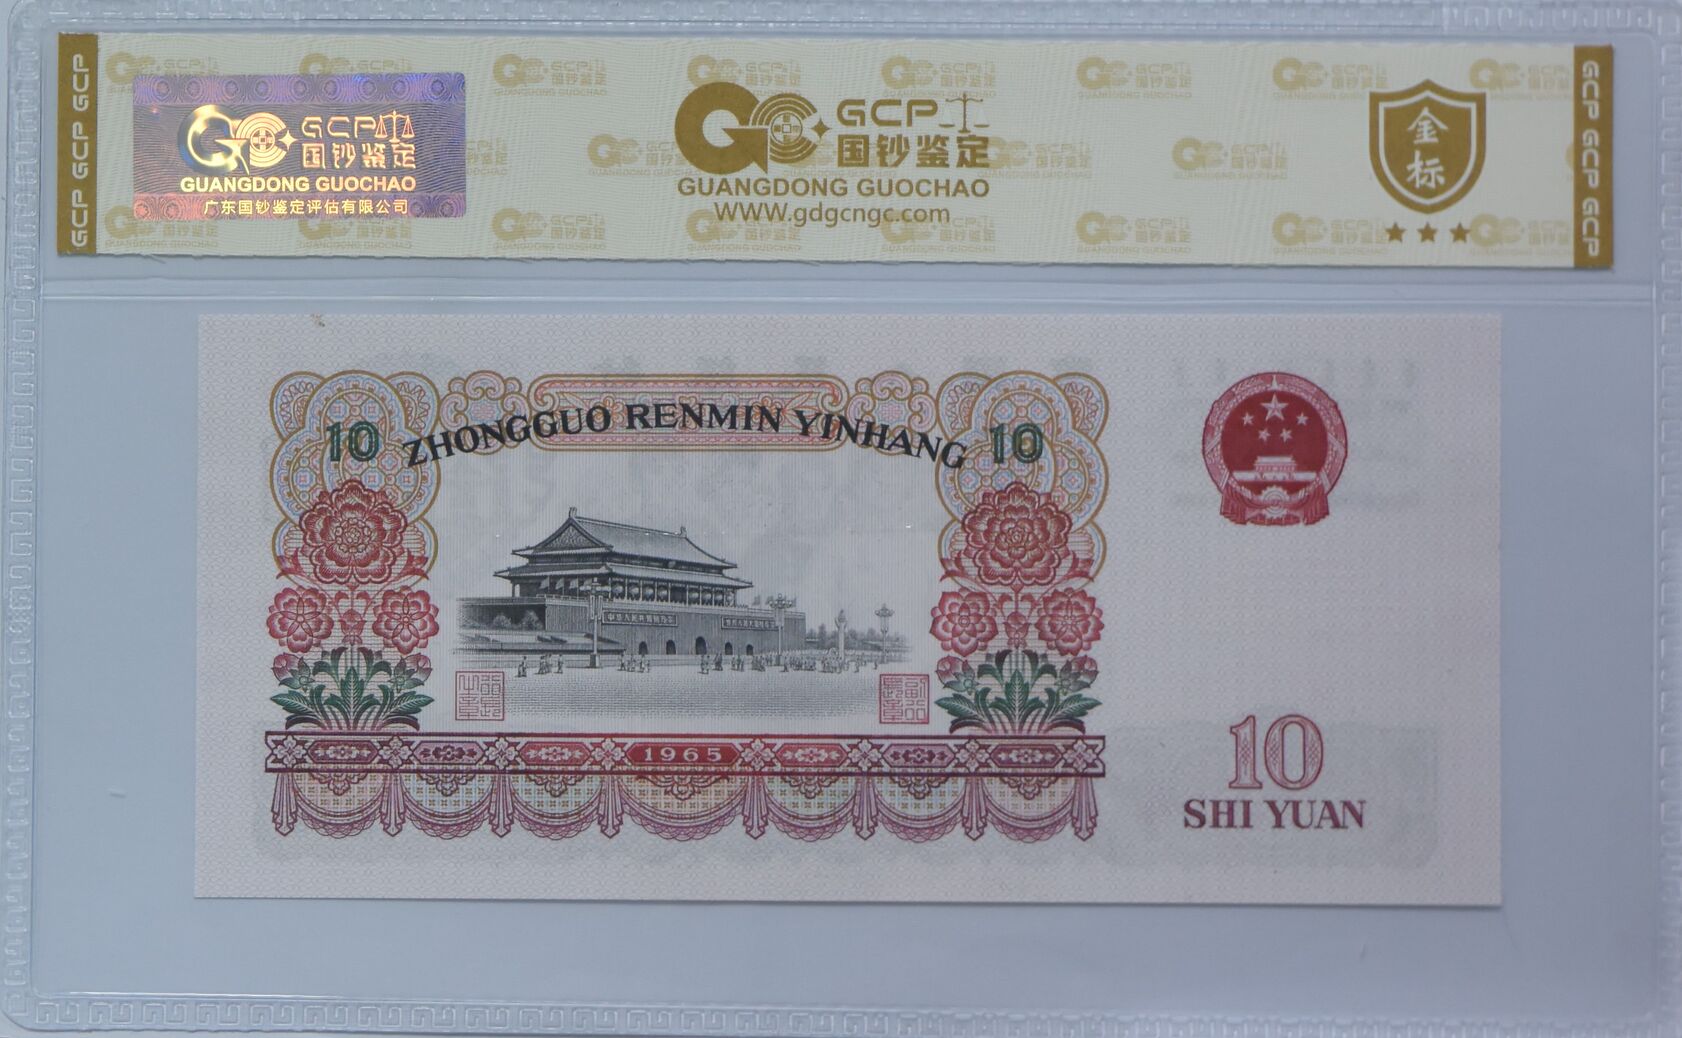 GCP GCP GCP
GCP
国钞鉴定
GUANGDONG GUOCHAO
广东国钞鉴定评估有限公司
GCP
国钞鉴定
GUANGDONG GUOCHAO
WWW.gdgcngc.com
金标
GCP GCP GCP
10 ZHONGGUO RENMIN YINHANG 10
1965
10
SHI YUAN